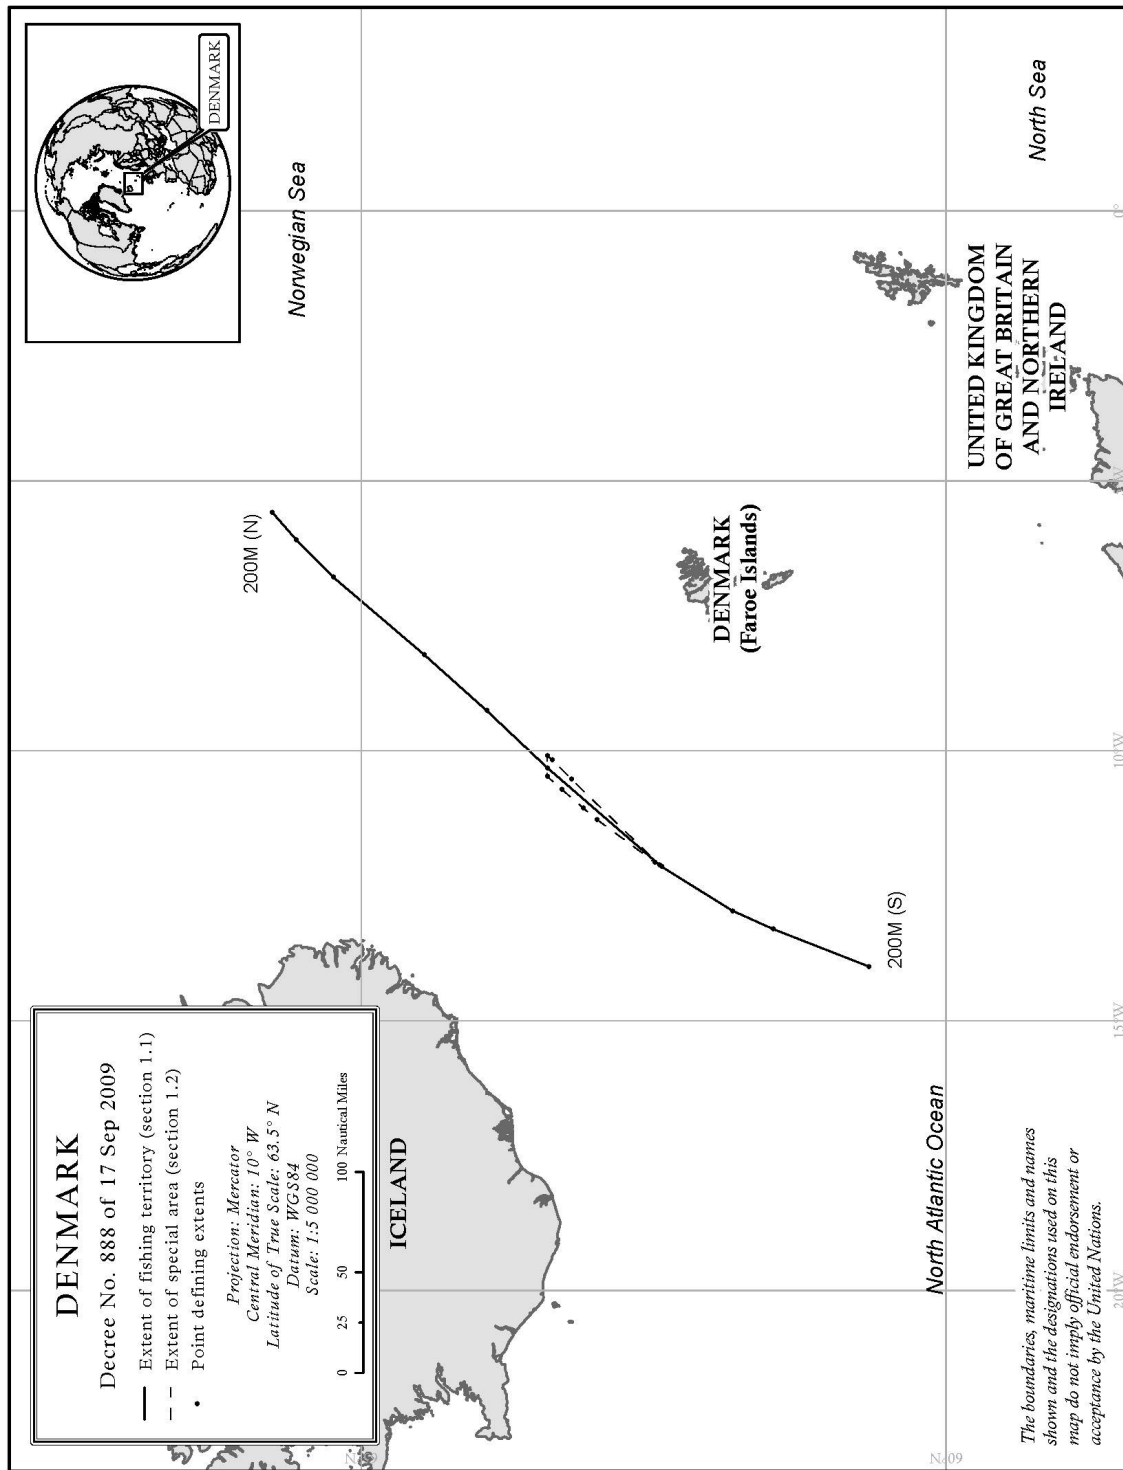 DENMARK
Decree No. 888 of 17 Sep 2009
Extent of fishing territory (section 1.1)
Extent of special area (section 1.2)
Point defining extents
Projection: Mercator
Central Meridian: 10° W
Latitude of True Scale: 63.5° N
Datum: WGS84
Scale: 1:5 000 000
0 25 50 100 Nautical Miles
ICELAND
DENMARK
Norwegian Sea
200M (N)
DENMARK
(Faroe Islands)
200M (S)
North Sea
UNITED KINGDOM
OF GREAT BRITAIN
AND NORTHERN
IRELAND
North Atlantic Ocean
60°N
20°W
15°W
10°W
0°
The boundaries, maritime limits and names
shown and the designations used on this
map do not imply official endorsement or
acceptance by the United Nations.